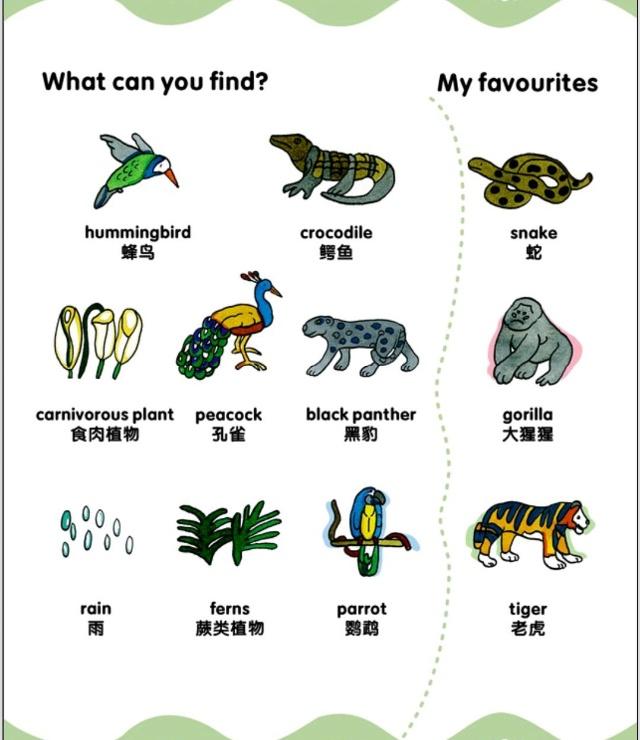 What can you find?
My favourites
hummingbird
蜂鸟
crocodile
鳄鱼
snake
蛇
carnivorous plant
食肉植物
peacock
孔雀
black panther
黑豹
gorilla
大猩猩
rain
雨
ferns
蕨类植物
parrot
鹦鹉
tiger
老虎